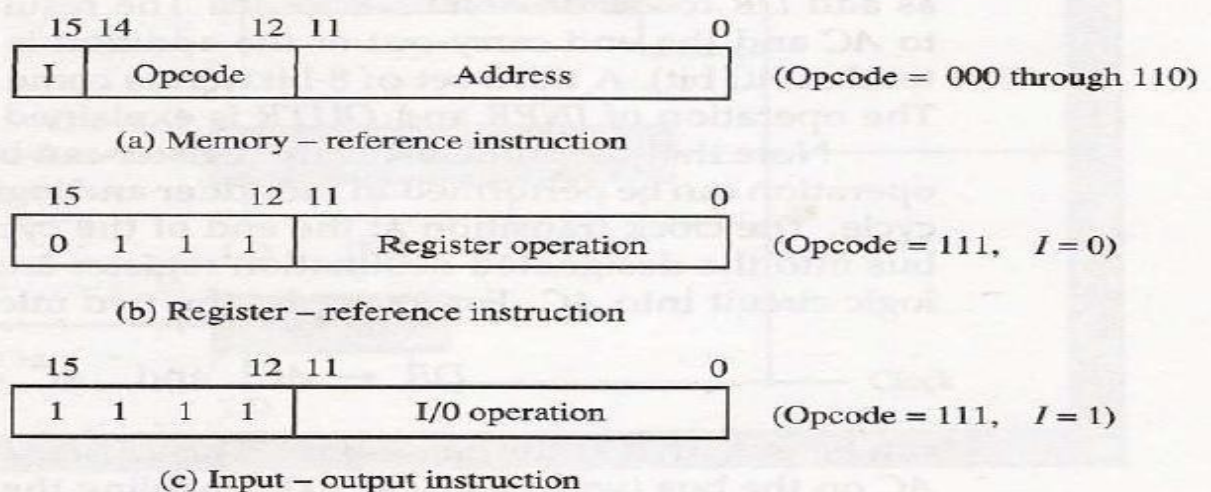 15 14 12 11 0
I Opcode Address (Opcode = 000 through 110)
(a) Memory – reference instruction
15 12 11 0
0 1 1 1 Register operation (Opcode = 111, I = 0)
(b) Register – reference instruction
15 12 11 0
1 1 1 1 I/0 operation (Opcode = 111, I = 1)
(c) Input – output instruction